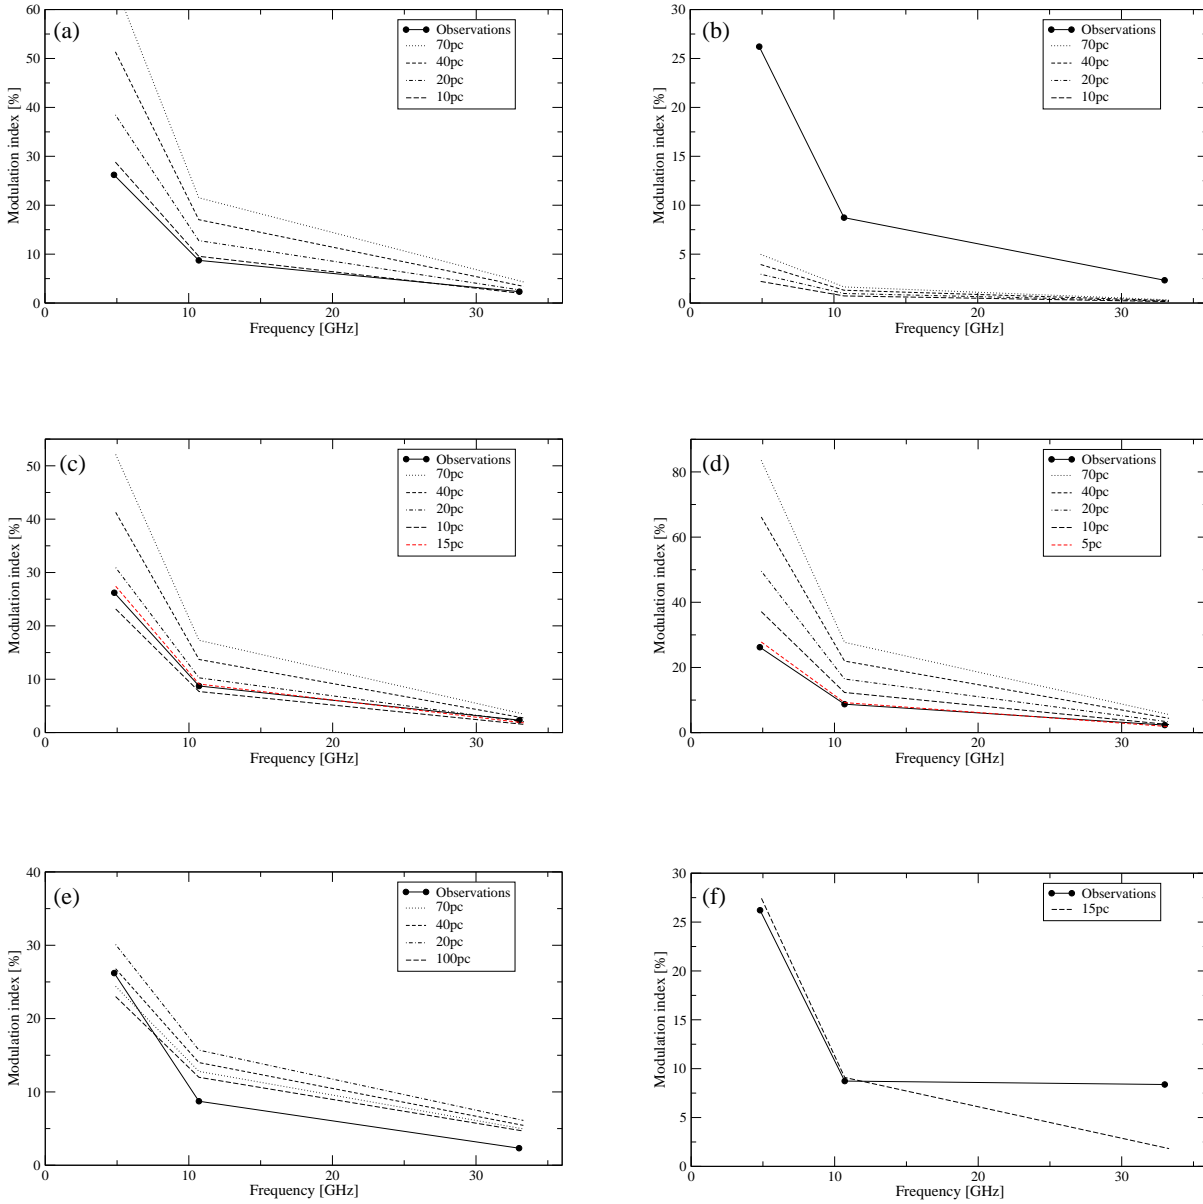 (a)
Modulation index [%]
60
50
40
30
20
10
0
0 10 20 30
Frequency [GHz]
Observations
70pc
40pc
20pc
10pc
(b)
Modulation index [%]
30
25
20
15
10
5
0
0 10 20 30
Frequency [GHz]
Observations
70pc
40pc
20pc
10pc
(c)
Modulation index [%]
50
40
30
20
10
0
0 10 20 30
Frequency [GHz]
Observations
70pc
40pc
20pc
10pc
15pc
(d)
Modulation index [%]
80
60
40
20
0
0 10 20 30
Frequency [GHz]
Observations
70pc
40pc
20pc
10pc
5pc
(e)
Modulation index [%]
40
30
20
10
0
0 10 20 30
Frequency [GHz]
Observations
70pc
40pc
20pc
100pc
(f)
Modulation index [%]
30
25
20
15
10
5
0
0 10 20 30
Frequency [GHz]
Observations
15pc